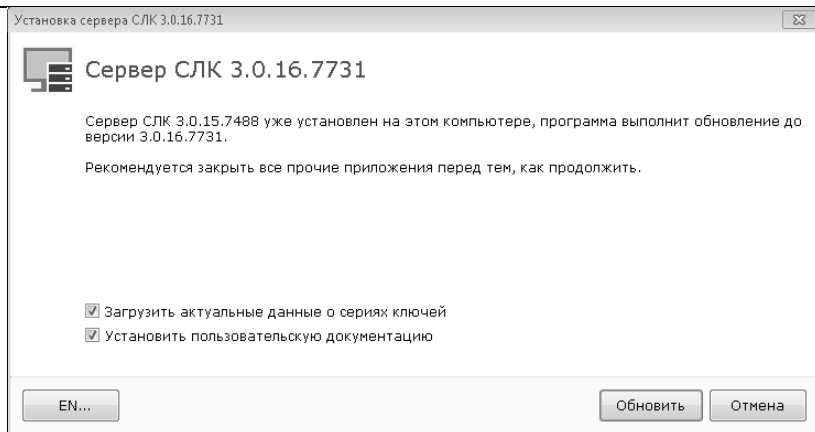 Установка сервера СЛК 3.0.16.7731
Сервер СЛК 3.0.16.7731
Сервер СЛК 3.0.15.7488 уже установлен на этом компьютере, программа выполнит обновление до
версии 3.0.16.7731.
Рекомендуется закрыть все прочие приложения перед тем, как продолжить.
Загрузить актуальные данные о сериях ключей
Установить пользовательскую документацию
EN...
Обновить
Отмена